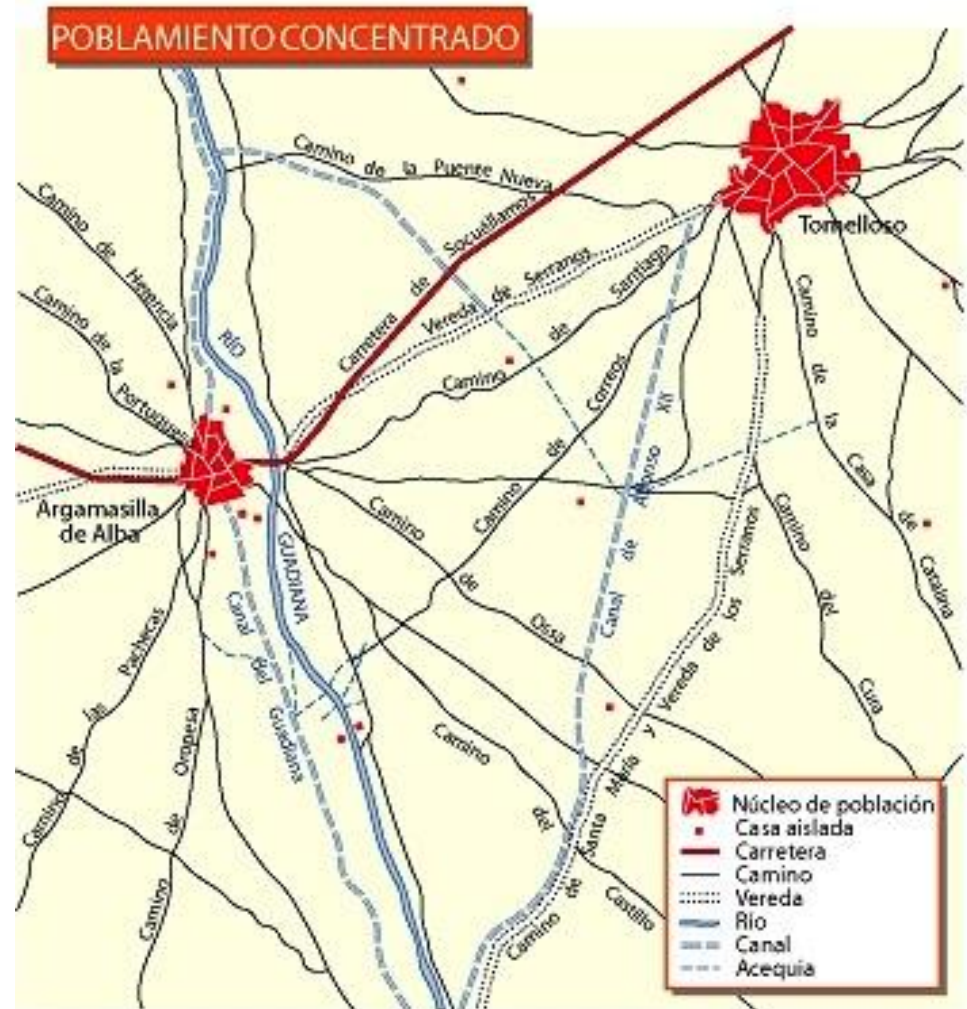 POBLAMIENTO CONCENTRADO
Camino de la Puente Nueva
Carretera de Socuéllamos
Vereda de Serranos
Camino de Santiago
Tomelloso
Camino de Herencia
Camino de la Portuguesa
RÍO
GUADIANA
Camino de Correos
Canal de Alfonso XII
Camino de la Casa de Catalina
Argamasilla
de Alba
Camino de Ossa
Camino del Cura
Canal del Guadiana
Camino de las Pachecas
Camino de Oropesa
Camino del Castillo
Camino de Santa María y Vereda de los Serranos
Núcleo de población
Casa aislada
Carretera
Camino
Vereda
Río
Canal
Acequia